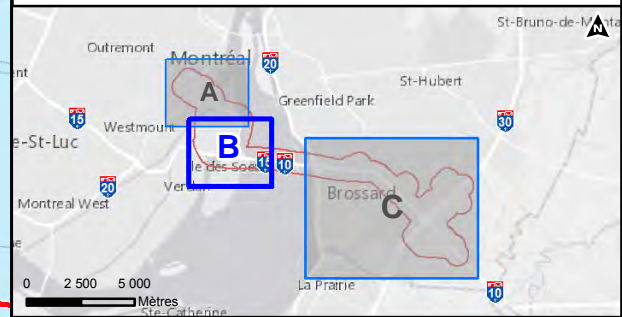 St-Bruno-de-Monta
N
Outremont
Montréal
20
St-Hubert
A
Greenfield Park
15
30
Westmount
e-St-Luc
B
Ile des Soe
15
10
20
Verdun
Brossard
C
Montreal West
0 2 500 5 000
Mètres
La Prairie
10
Ste-Catherine